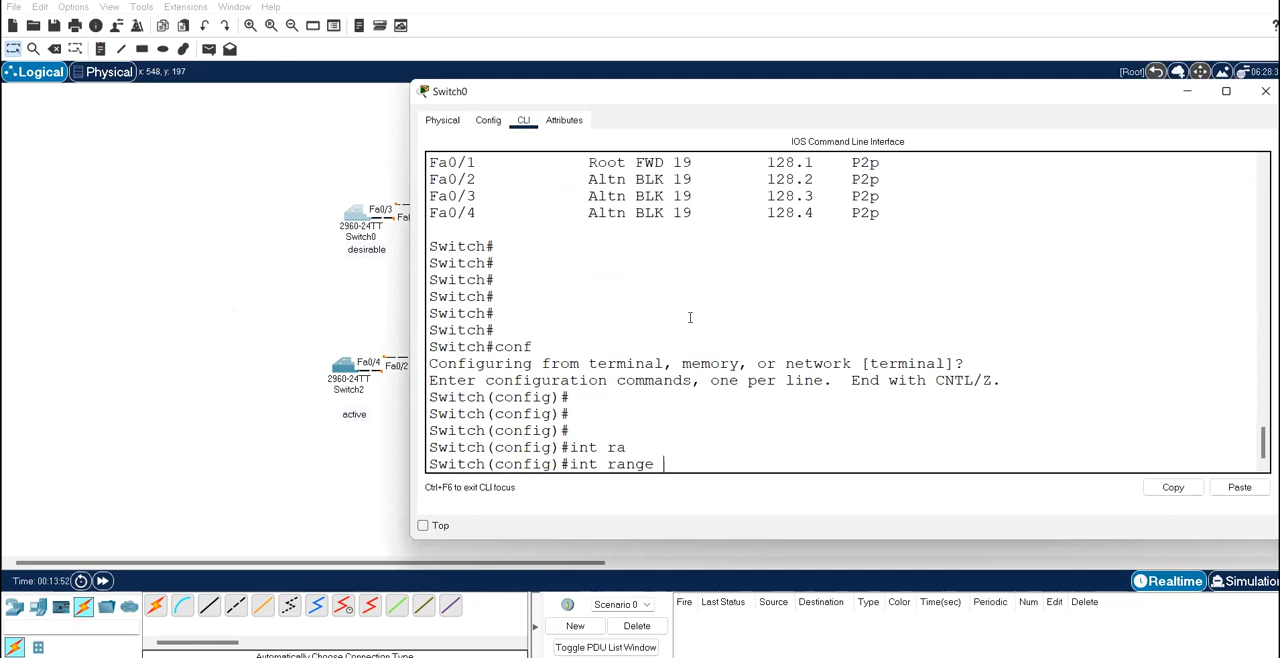 File Edit Options View Tools Extensions Window Help
?
Logical Physical x: 548, y: 197 [Root] 06:28:3
Switch0
Physical Config CLI Attributes
IOS Command Line Interface
Fa0/1 Root FWD 19 128.1 P2p
Fa0/2 Altn BLK 19 128.2 P2p
Fa0/3 Altn BLK 19 128.3 P2p
Fa0/4 Altn BLK 19 128.4 P2p
Switch#
Switch#
Switch#
Switch#
Switch#
Switch#
Switch#conf
Configuring from terminal, memory, or network [terminal]?
Enter configuration commands, one per line. End with CNTL/Z.
Switch(config)#
Switch(config)#
Switch(config)#
Switch(config)#int ra
Switch(config)#int range
Ctrl+F6 to exit CLI focus
Copy Paste
Top
Fa0/3
Fa
2960-24TT
Switch0
desirable
Fa0/4 Fa0/2
2960-24TT
Switch2
active
Time: 00:13:52 Realtime Simulation
Scenario 0
New Delete
Toggle PDU List Window
Fire Last Status Source Destination Type Color Time(sec) Periodic Num Edit Delete
Automatically Choose Connection Type